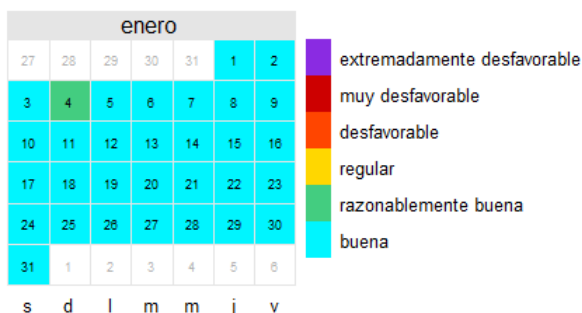 enero
27 28 29 30 31 1 2
3 4 5 6 7 8 9
10 11 12 13 14 15 16
17 18 19 20 21 22 23
24 25 26 27 28 29 30
31 1 2 3 4 5 6
s d l m m j v
extremadamente desfavorable
muy desfavorable
desfavorable
regular
razonablemente buena
buena